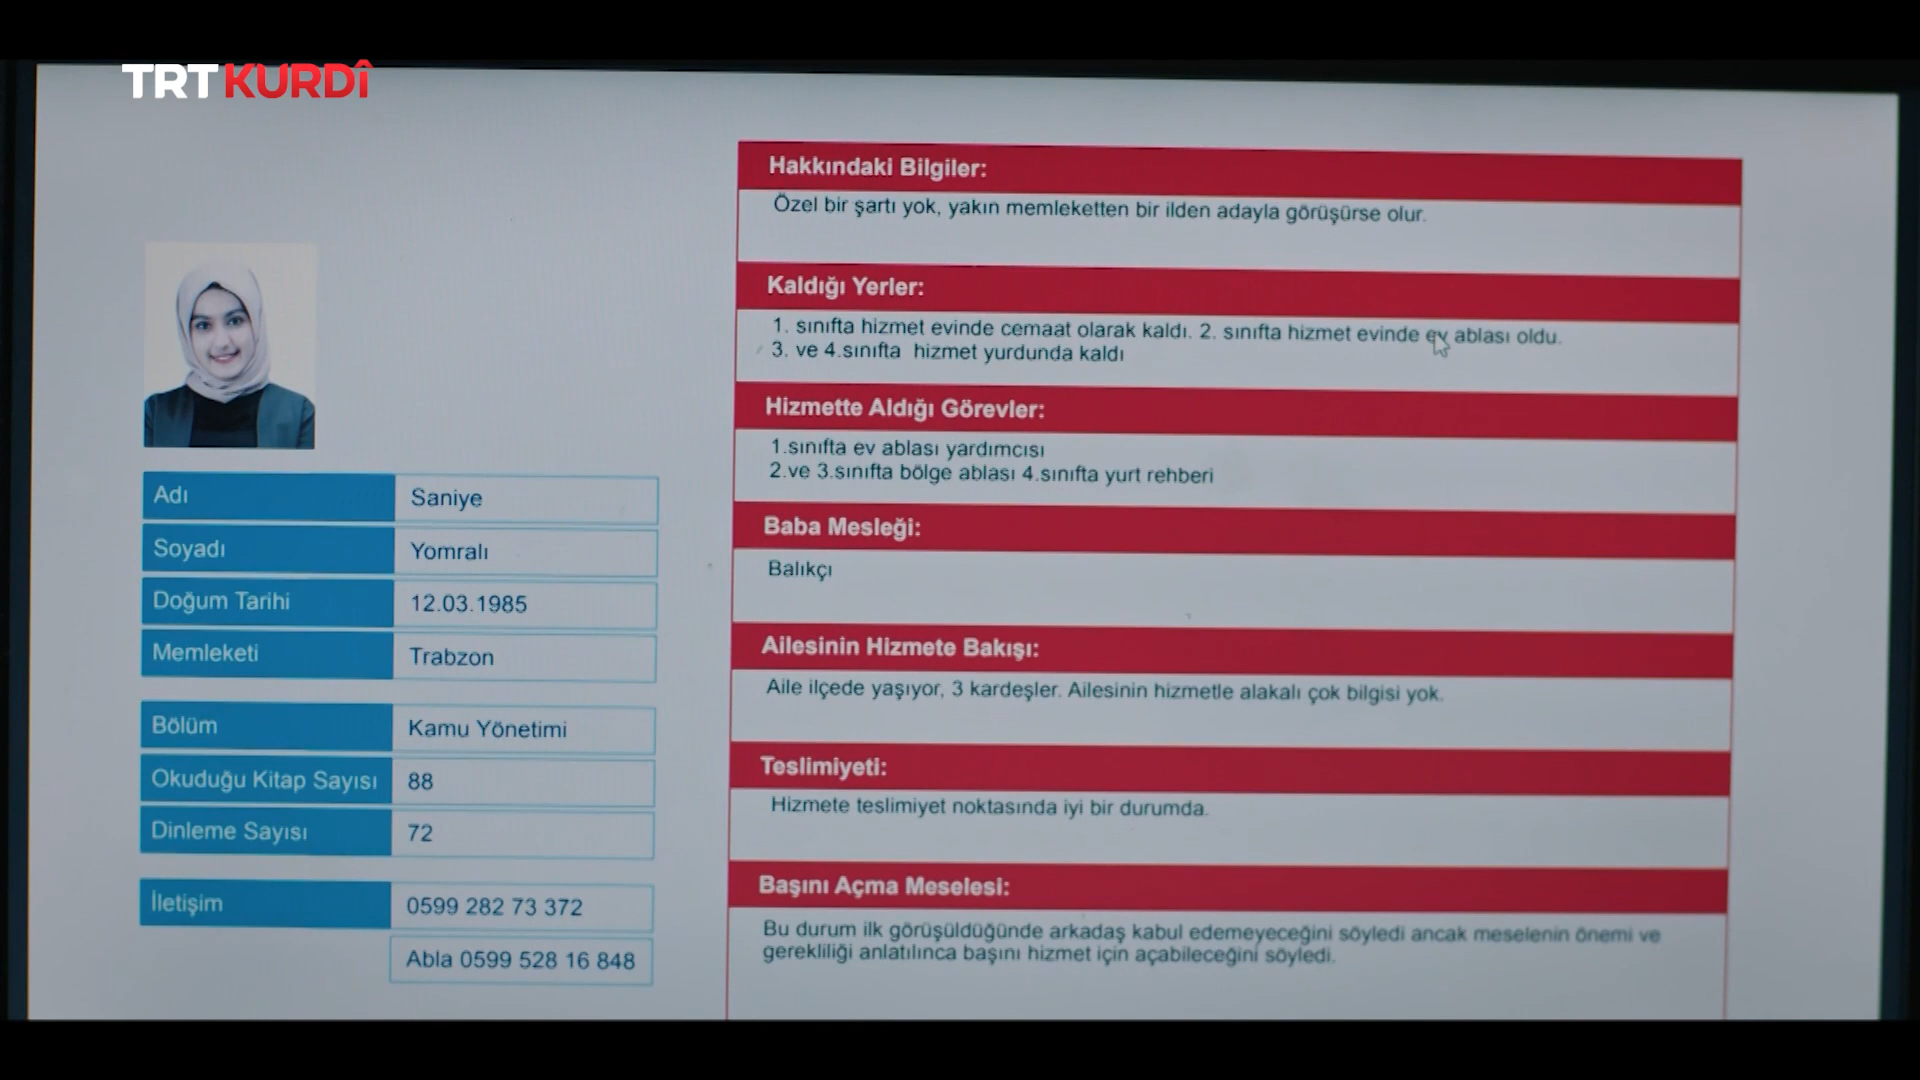 TRT KURDÎ
Adı Saniye
Soyadı Yomralı
Doğum Tarihi 12.03.1985
Memleketi Trabzon
Bölüm Kamu Yönetimi
Okuduğu Kitap Sayısı 88
Dinleme Sayısı 72
İletişim 0599 282 73 372
Abla 0599 528 16 848
Hakkındaki Bilgiler:
Özel bir şartı yok, yakın memleketten bir ilden adayla görüşürse olur.
Kaldığı Yerler:
1. sınıfta hizmet evinde cemaat olarak kaldı. 2. sınıfta hizmet evinde ev ablası oldu.
3. ve 4.sınıfta hizmet yurdunda kaldı
Hizmette Aldığı Görevler:
1.sınıfta ev ablası yardımcısı
2.ve 3.sınıfta bölge ablası 4.sınıfta yurt rehberi
Baba Mesleği:
Balıkçı
Ailesinin Hizmete Bakışı:
Aile ilçede yaşıyor, 3 kardeşler. Ailesinin hizmetle alakalı çok bilgisi yok.
Teslimiyeti:
Hizmete teslimiyet noktasında iyi bir durumda.
Başını Açma Meselesi:
Bu durum ilk görüşüldüğünde arkadaş kabul edemeyeceğini söyledi ancak meselenin önemi ve
gerekliliği anlatılınca başını hizmet için açabileceğini söyledi.